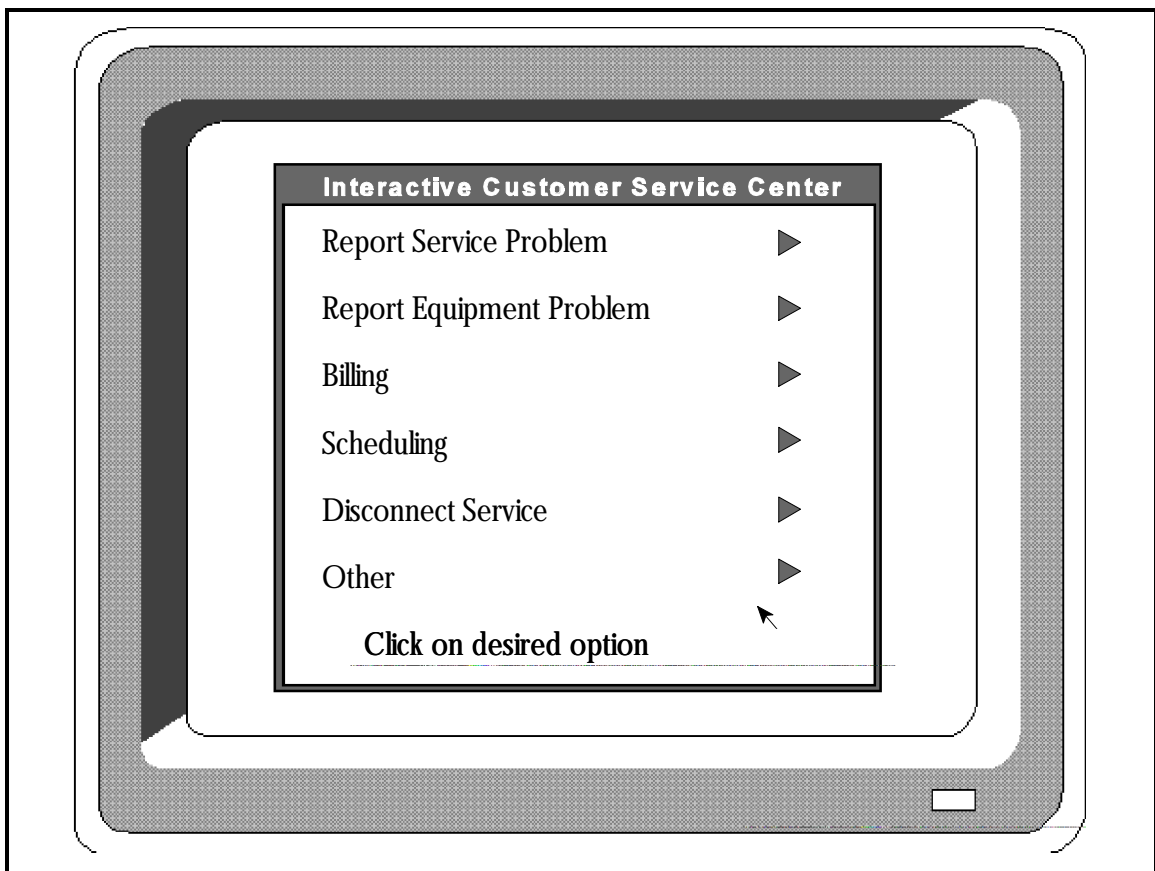 Interactive Customer Service Center
Report Service Problem
Report Equipment Problem
Billing
Scheduling
Disconnect Service
Other
Click on desired option